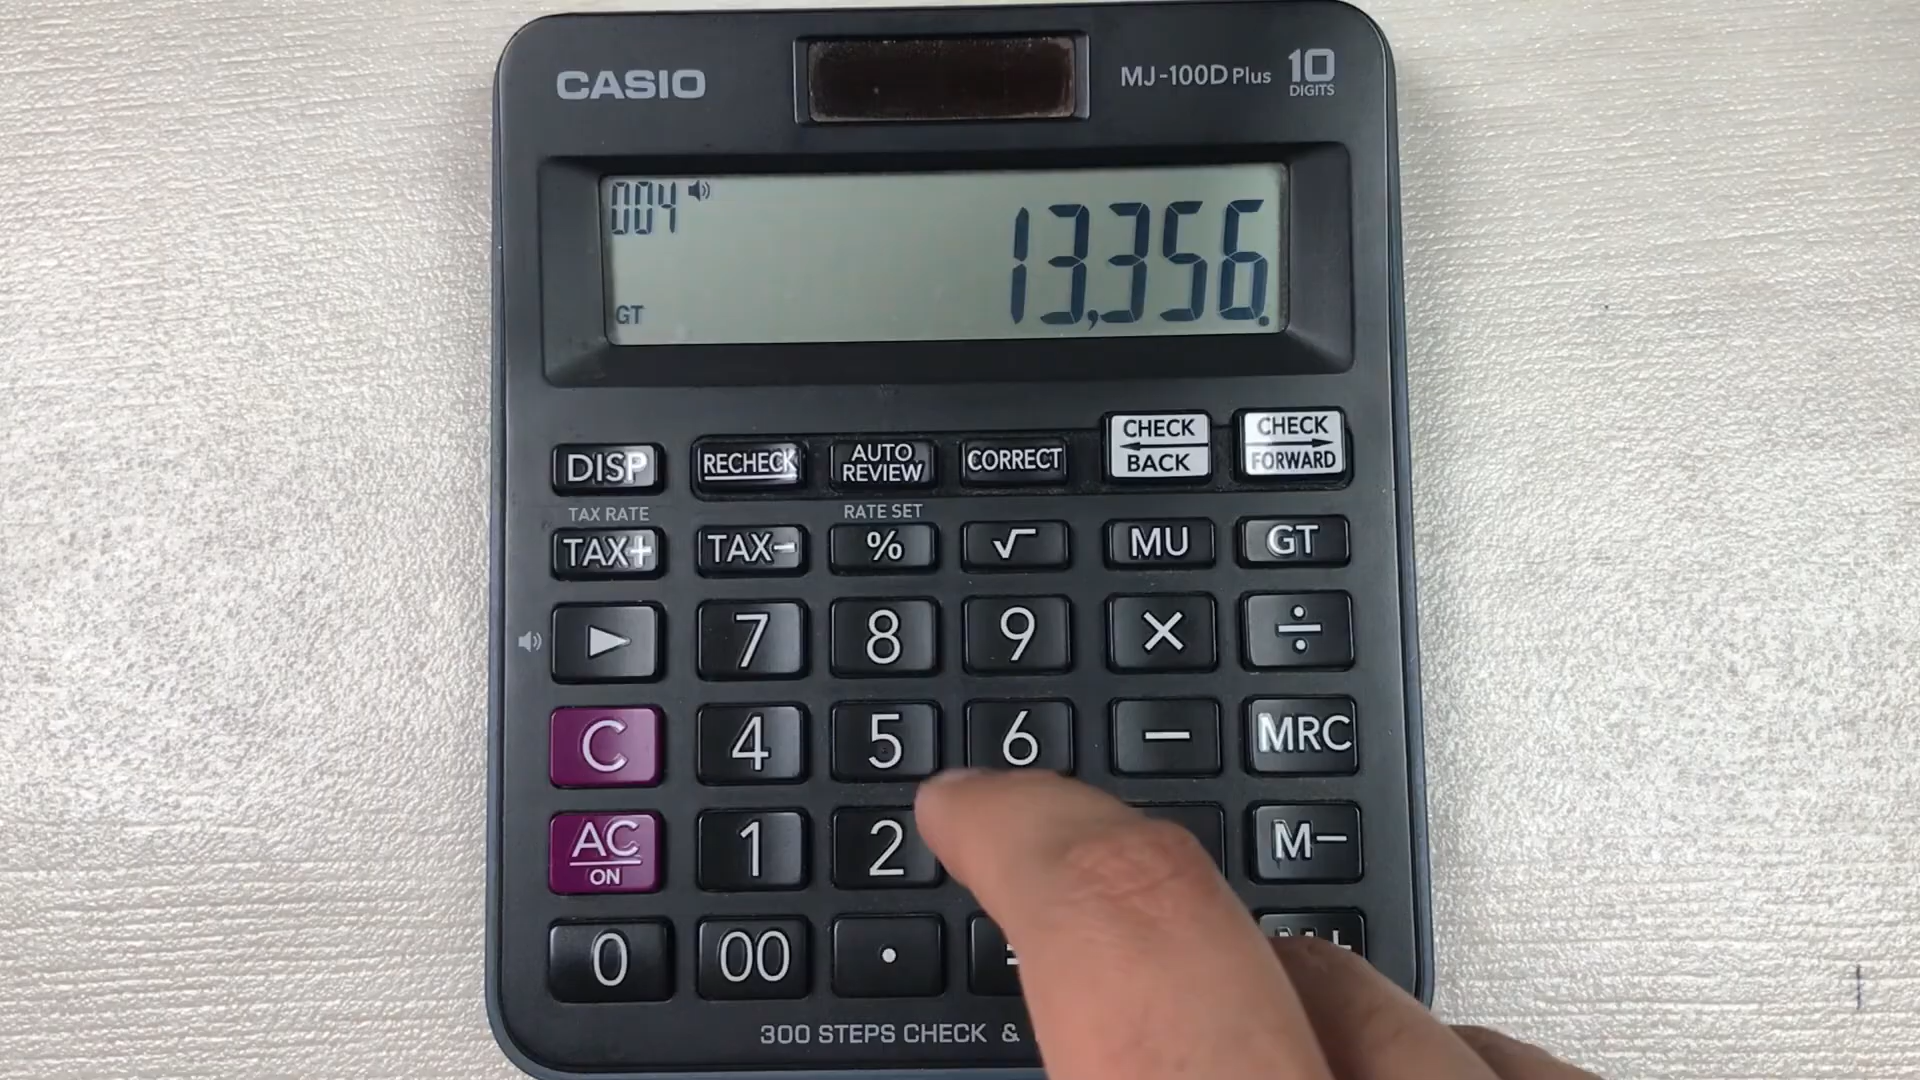 CASIO MJ-100D Plus 10
DIGITS
004
13,356.
GT
DISP RECHECK AUTO REVIEW CORRECT CHECK BACK CHECK FORWARD
TAX RATE RATE SET
TAX+ TAX− % √ MU GT
▶ 7 8 9 × ÷
C 4 5 6 − MRC
AC ON 1 2 M−
0 00 •
300 STEPS CHECK &